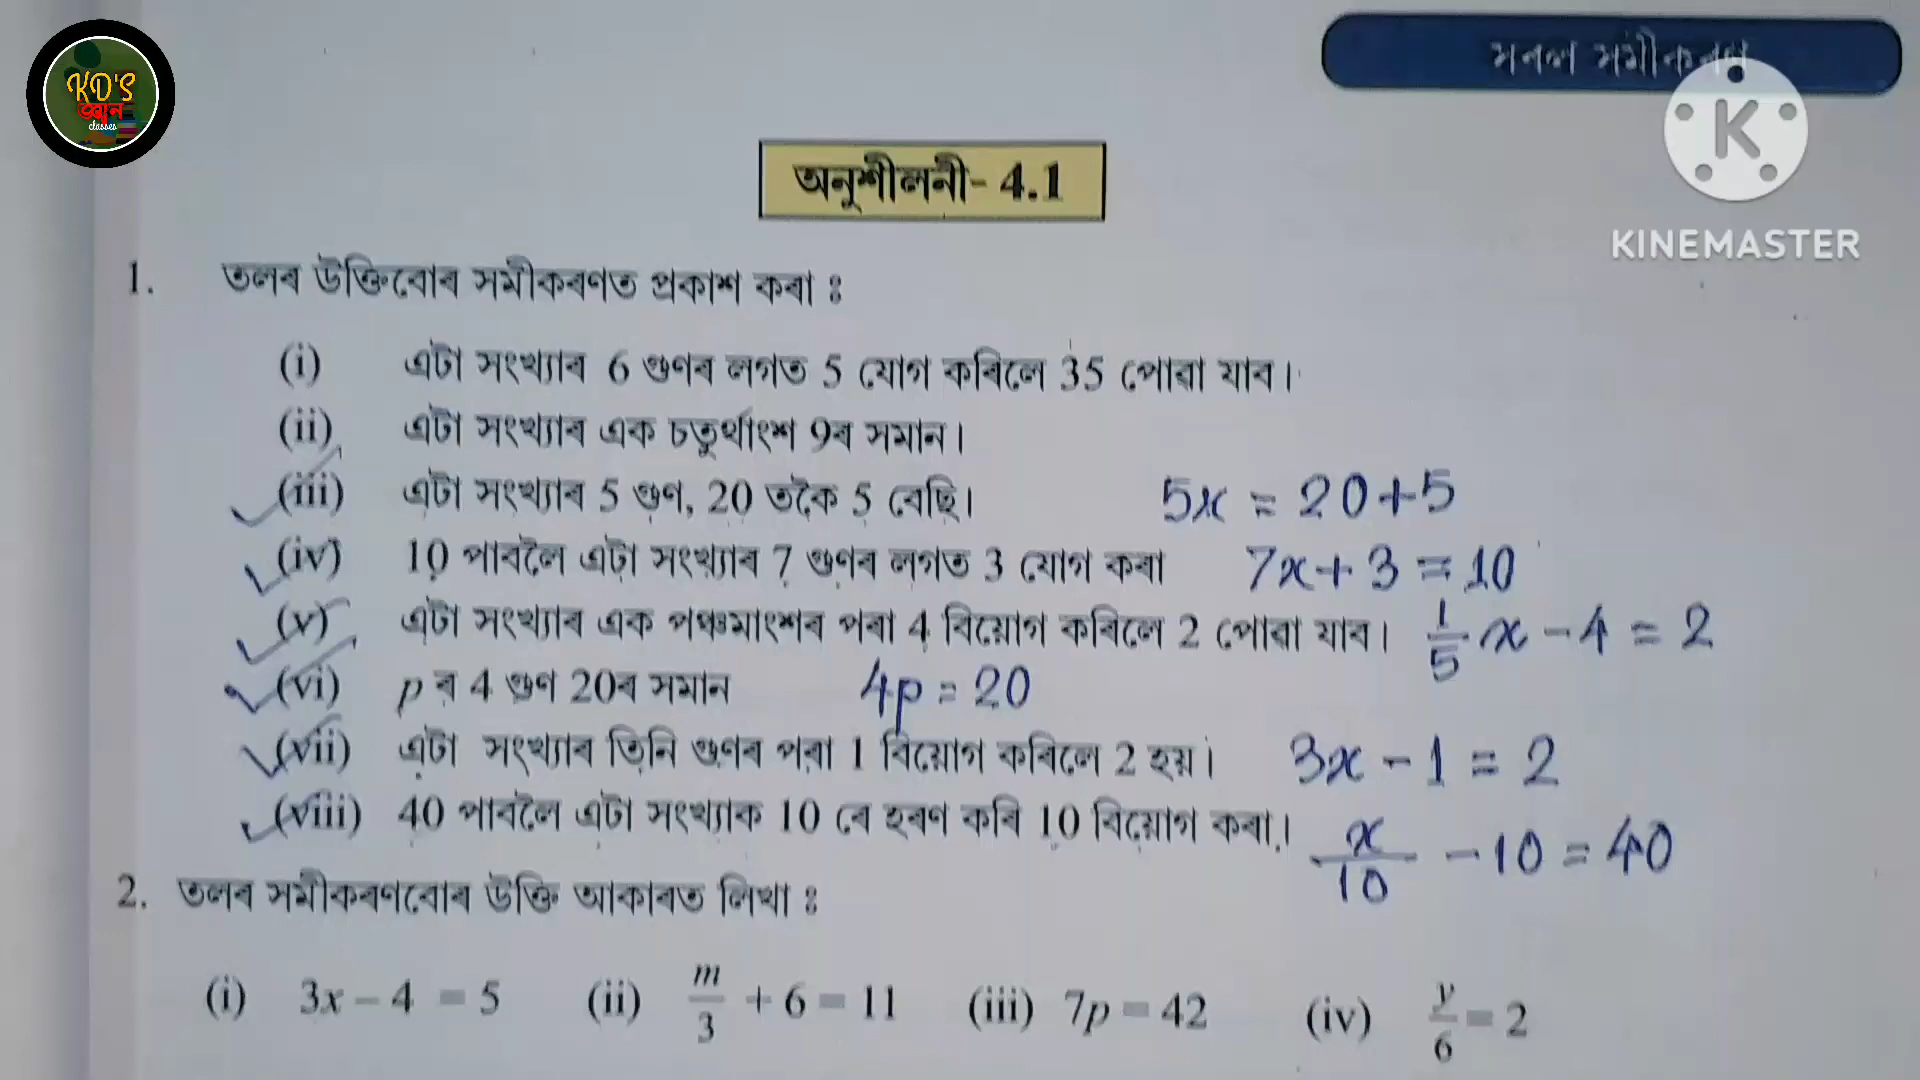 KD'S
জ্ঞান
classes
সৰল সমীকৰণ
K
KINEMASTER
অনুশীলনী- 4.1
1. তলৰ উক্তিবোৰ সমীকৰণত প্ৰকাশ কৰা ঃ
(i) এটা সংখ্যাৰ 6 গুণৰ লগত 5 যোগ কৰিলে 35 পোৱা যাব।
(ii) এটা সংখ্যাৰ এক চতুৰ্থাংশ 9ৰ সমান।
(iii) এটা সংখ্যাৰ 5 গুণ, 20 তকৈ 5 বেছি। 5x = 20+5
(iv) 10 পাবলৈ এটা সংখ্যাৰ 7 গুণৰ লগত 3 যোগ কৰা 7x+3 = 10
(v) এটা সংখ্যাৰ এক পঞ্চমাংশৰ পৰা 4 বিয়োগ কৰিলে 2 পোৱা যাব। 1/5 x - 4 = 2
(vi) p ৰ 4 গুণ 20ৰ সমান 4p = 20
(vii) এটা সংখ্যাৰ তিনি গুণৰ পৰা 1 বিয়োগ কৰিলে 2 হয়। 3x - 1 = 2
(viii) 40 পাবলৈ এটা সংখ্যাক 10 ৰে হৰণ কৰি 10 বিয়োগ কৰা। x/10 - 10 = 40
2. তলৰ সমীকৰণবোৰ উক্তি আকাৰত লিখা ঃ
(i) 3x – 4 = 5 (ii) m/3 + 6 = 11 (iii) 7p = 42 (iv) y/6 = 2